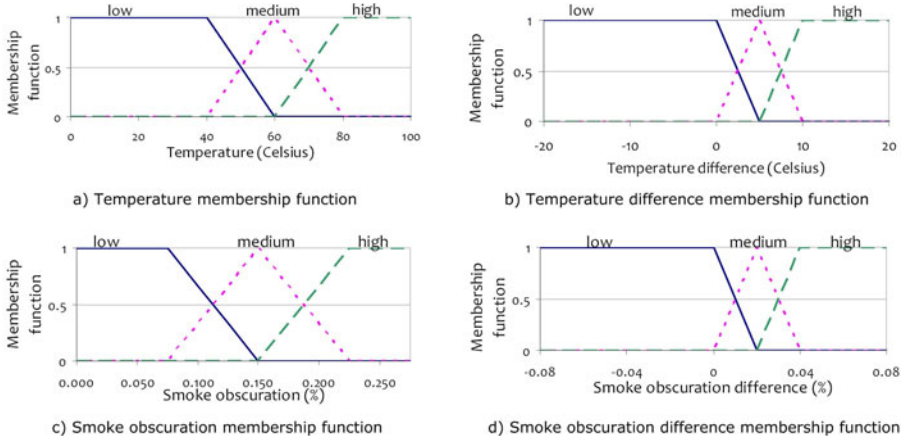 low medium high
Membership function
1
0.5
0
0 20 40 60 80 100
Temperature (Celsius)
a) Temperature membership function
low medium high
Membership function
1
0.5
0
-20 -10 0 10 20
Temperature difference (Celsius)
b) Temperature difference membership function
low medium high
Membership function
1
0.5
0
0.000 0.050 0.100 0.150 0.200 0.250
Smoke obscuration (%)
c) Smoke obscuration membership function
low medium high
Membership function
1
0.5
0
-0.08 -0.04 0 0.04 0.08
Smoke obscuration difference (%)
d) Smoke obscuration difference membership function